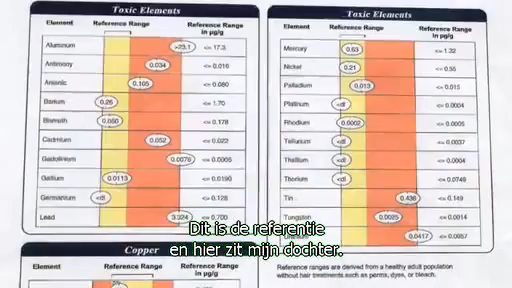 Toxic Elements
Element Reference Range Reference Range in µg/g
Aluminum >23.1 <= 17.3
Antimony 0.034 <= 0.016
Arsenic 0.105 <= 0.080
Barium 0.26 <= 1.70
Bismuth 0.050 <= 0.178
Cadmium 0.052 <= 0.022
Gadolinium 0.0076
Gallium 0.0113 <= 0.0190
Germanium <dl <= 0.128
Lead <= 0.700
Toxic Elements
Element Reference Range Reference Range in µg/g
Mercury 0.63 <= 1.32
Nickel 0.21 <= 0.55
Palladium 0.013 <= 0.015
Platinum <dl <= 0.0004
Rhodium 0.0002 <= 0.0005
Tellurium <dl <= 0.0037
Thallium <dl <= 0.0004
Thorium <dl <= 0.0749
Tin 0.436 <= 0.149
Tungsten 0.0025 <= 0.0014
0.0417 <= 0.0057
Copper
Element Reference Range Reference Range in µg/g
Reference ranges are derived from a healthy adult population
without hair treatments such as perms, dyes, or bleach.
Dit is de referentie
en hier zit mijn dochter.